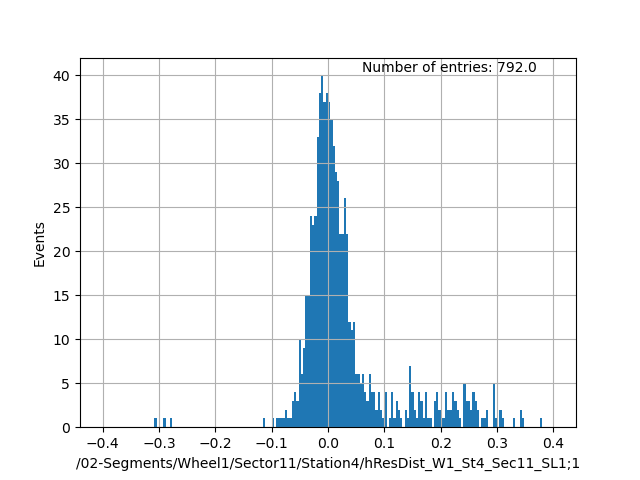 Number of entries: 792.0
40
35
30
25
20
15
10
5
0
Events
−0.4 −0.3 −0.2 −0.1 0.0 0.1 0.2 0.3 0.4
/02-Segments/Wheel1/Sector11/Station4/hResDist_W1_St4_Sec11_SL1;1